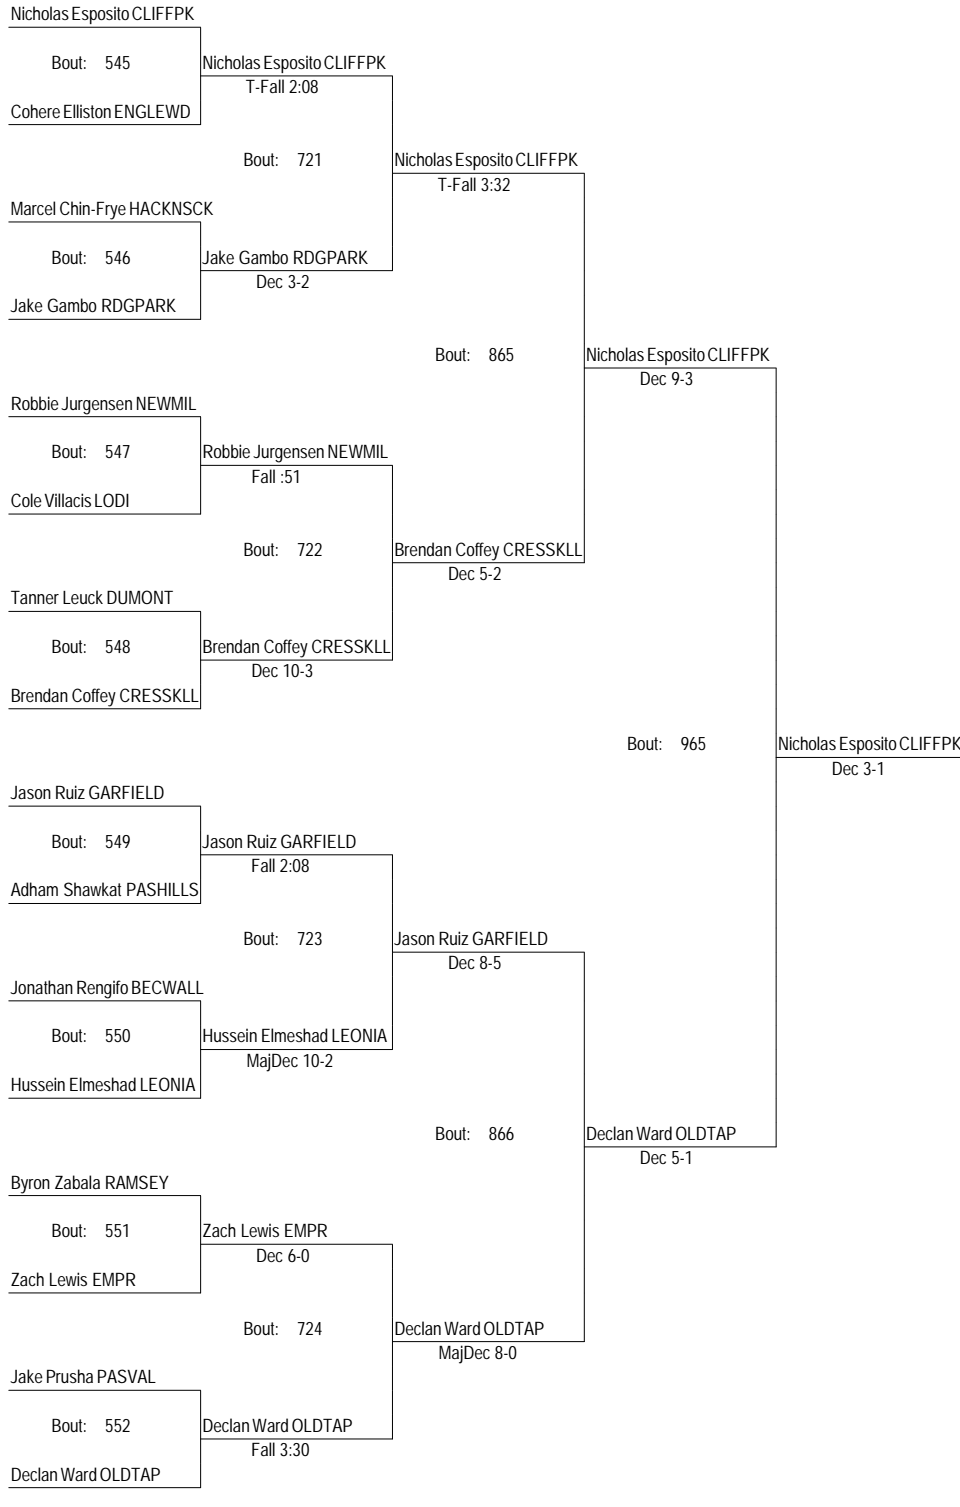 Nicholas Esposito CLIFFPK
Bout: 545
Nicholas Esposito CLIFFPK
T-Fall 2:08
Cohere Elliston ENGLEWD
Bout: 721
Nicholas Esposito CLIFFPK
T-Fall 3:32
Marcel Chin-Frye HACKNSCK
Bout: 546
Jake Gambo RDGPARK
Dec 3-2
Jake Gambo RDGPARK
Bout: 865
Nicholas Esposito CLIFFPK
Dec 9-3
Robbie Jurgensen NEWMIL
Bout: 547
Robbie Jurgensen NEWMIL
Fall :51
Cole Villacis LODI
Bout: 722
Brendan Coffey CRESSKLL
Dec 5-2
Tanner Leuck DUMONT
Bout: 548
Brendan Coffey CRESSKLL
Dec 10-3
Brendan Coffey CRESSKLL
Bout: 965
Nicholas Esposito CLIFFPK
Dec 3-1
Jason Ruiz GARFIELD
Bout: 549
Jason Ruiz GARFIELD
Fall 2:08
Adham Shawkat PASHILLS
Bout: 723
Jason Ruiz GARFIELD
Dec 8-5
Jonathan Rengifo BECWALL
Bout: 550
Hussein Elmeshad LEONIA
MajDec 10-2
Hussein Elmeshad LEONIA
Bout: 866
Declan Ward OLDTAP
Dec 5-1
Byron Zabala RAMSEY
Bout: 551
Zach Lewis EMPR
Dec 6-0
Zach Lewis EMPR
Bout: 724
Declan Ward OLDTAP
MajDec 8-0
Jake Prusha PASVAL
Bout: 552
Declan Ward OLDTAP
Fall 3:30
Declan Ward OLDTAP